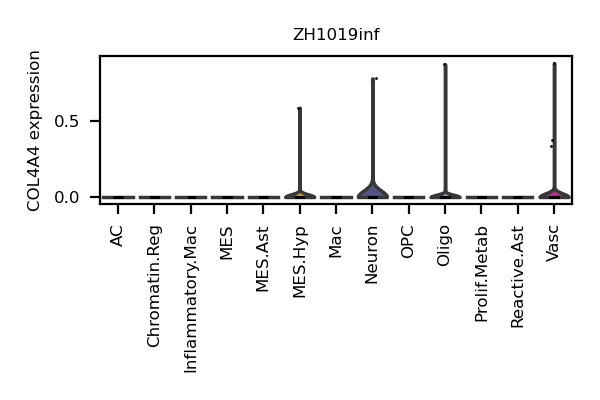 ZH1019inf
COL4A4 expression
0.5
0.0
AC
Chromatin.Reg
Inflammatory.Mac
MES
MES.Ast
MES.Hyp
Mac
Neuron
OPC
Oligo
Prolif.Metab
Reactive.Ast
Vasc